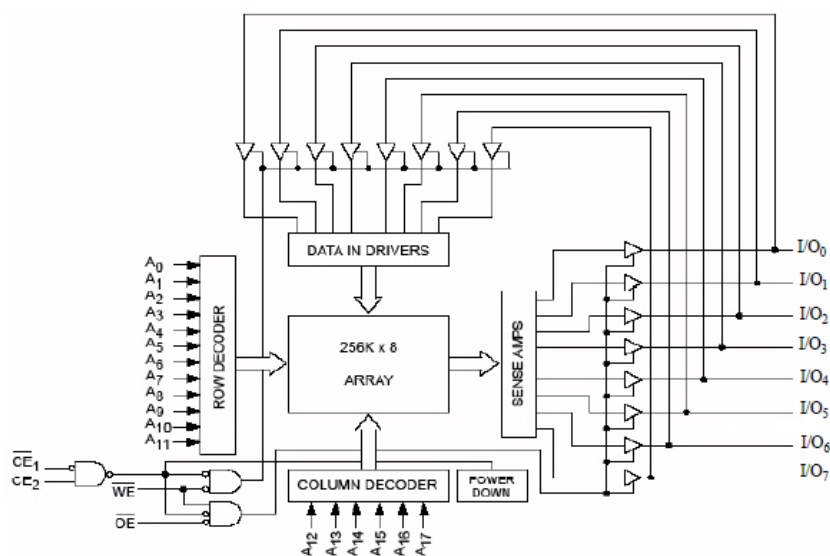 DATA IN DRIVERS
I/O0
A0
A1
I/O1
A2
A3
I/O2
A4
A5
ROW DECODER
256K x 8
ARRAY
SENSE AMPS
I/O3
A6
A7
I/O4
A8
A9
I/O5
A10
A11
I/O6
CE1
CE2
WE
OE
COLUMN DECODER
POWER
DOWN
I/O7
A12
A13
A14
A15
A16
A17